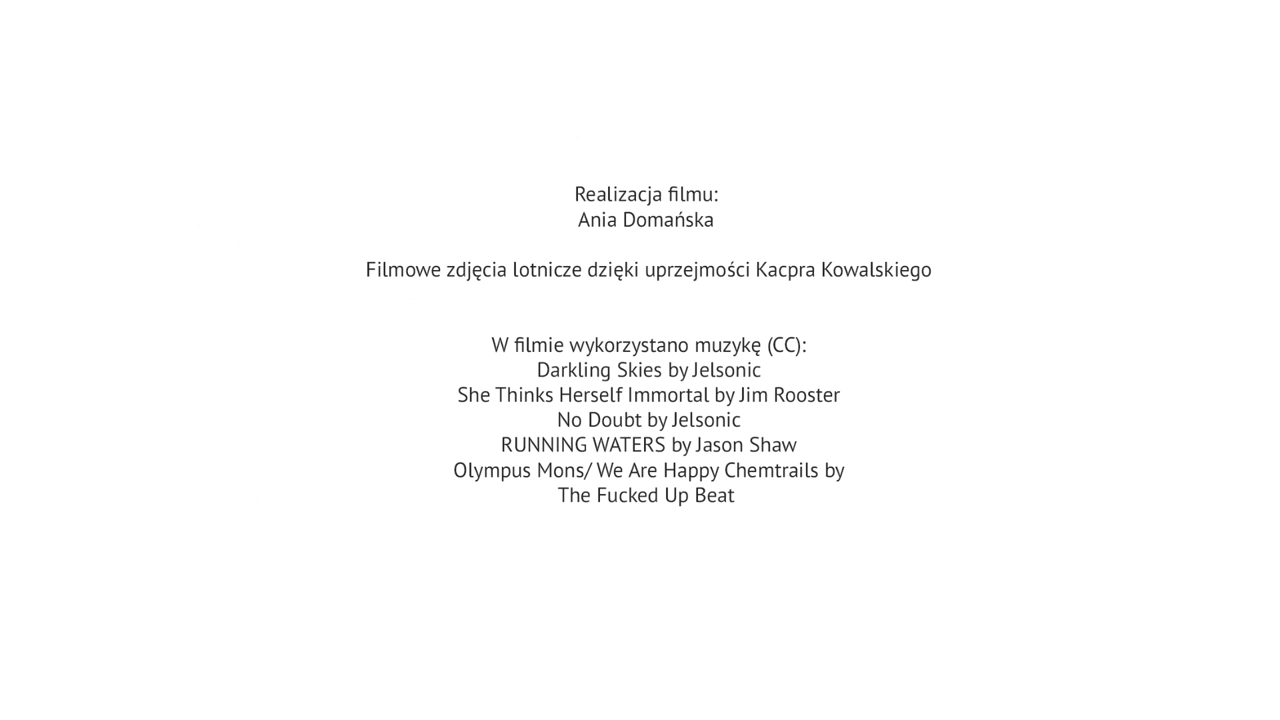 Realizacja filmu:
Ania Domańska
Filmowe zdjęcia lotnicze dzięki uprzejmości Kacpra Kowalskiego
W filmie wykorzystano muzykę (CC):
Darkling Skies by Jelsonic
She Thinks Herself Immortal by Jim Rooster
No Doubt by Jelsonic
RUNNING WATERS by Jason Shaw
Olympus Mons/ We Are Happy Chemtrails by
The Fucked Up Beat